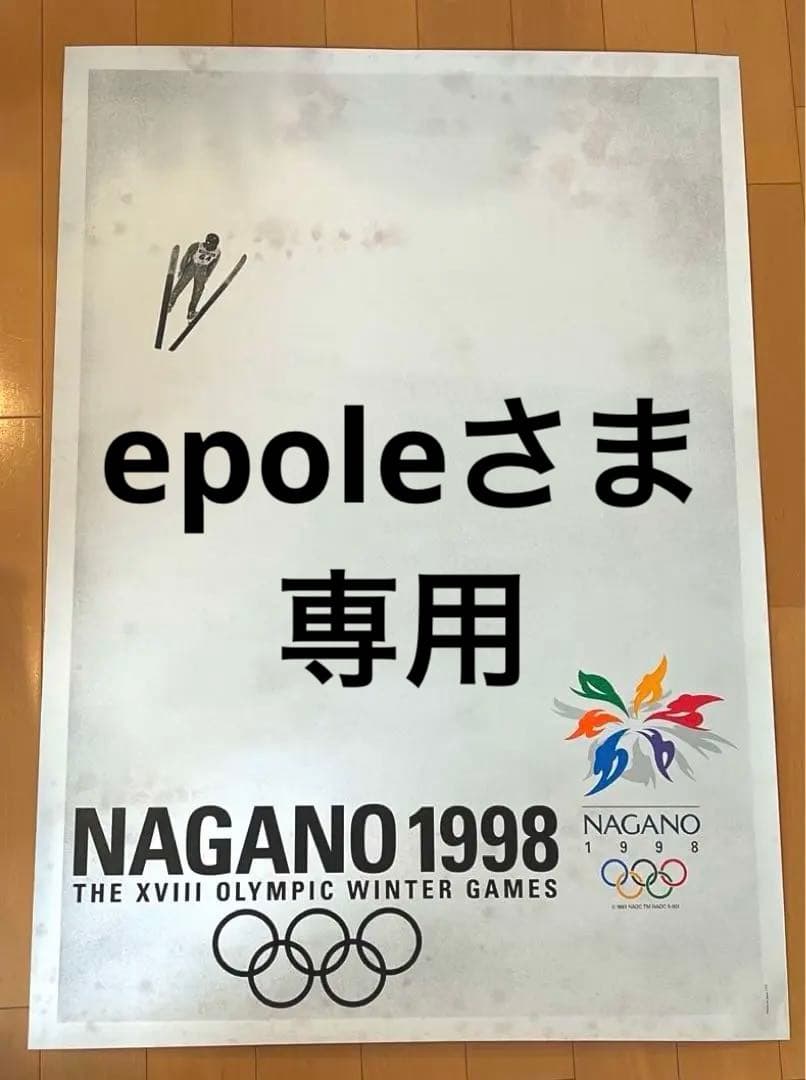 epoleさま
専用
NAGANO 1998
THE XVIII OLYMPIC WINTER GAMES
NAGANO
1 9 9 8